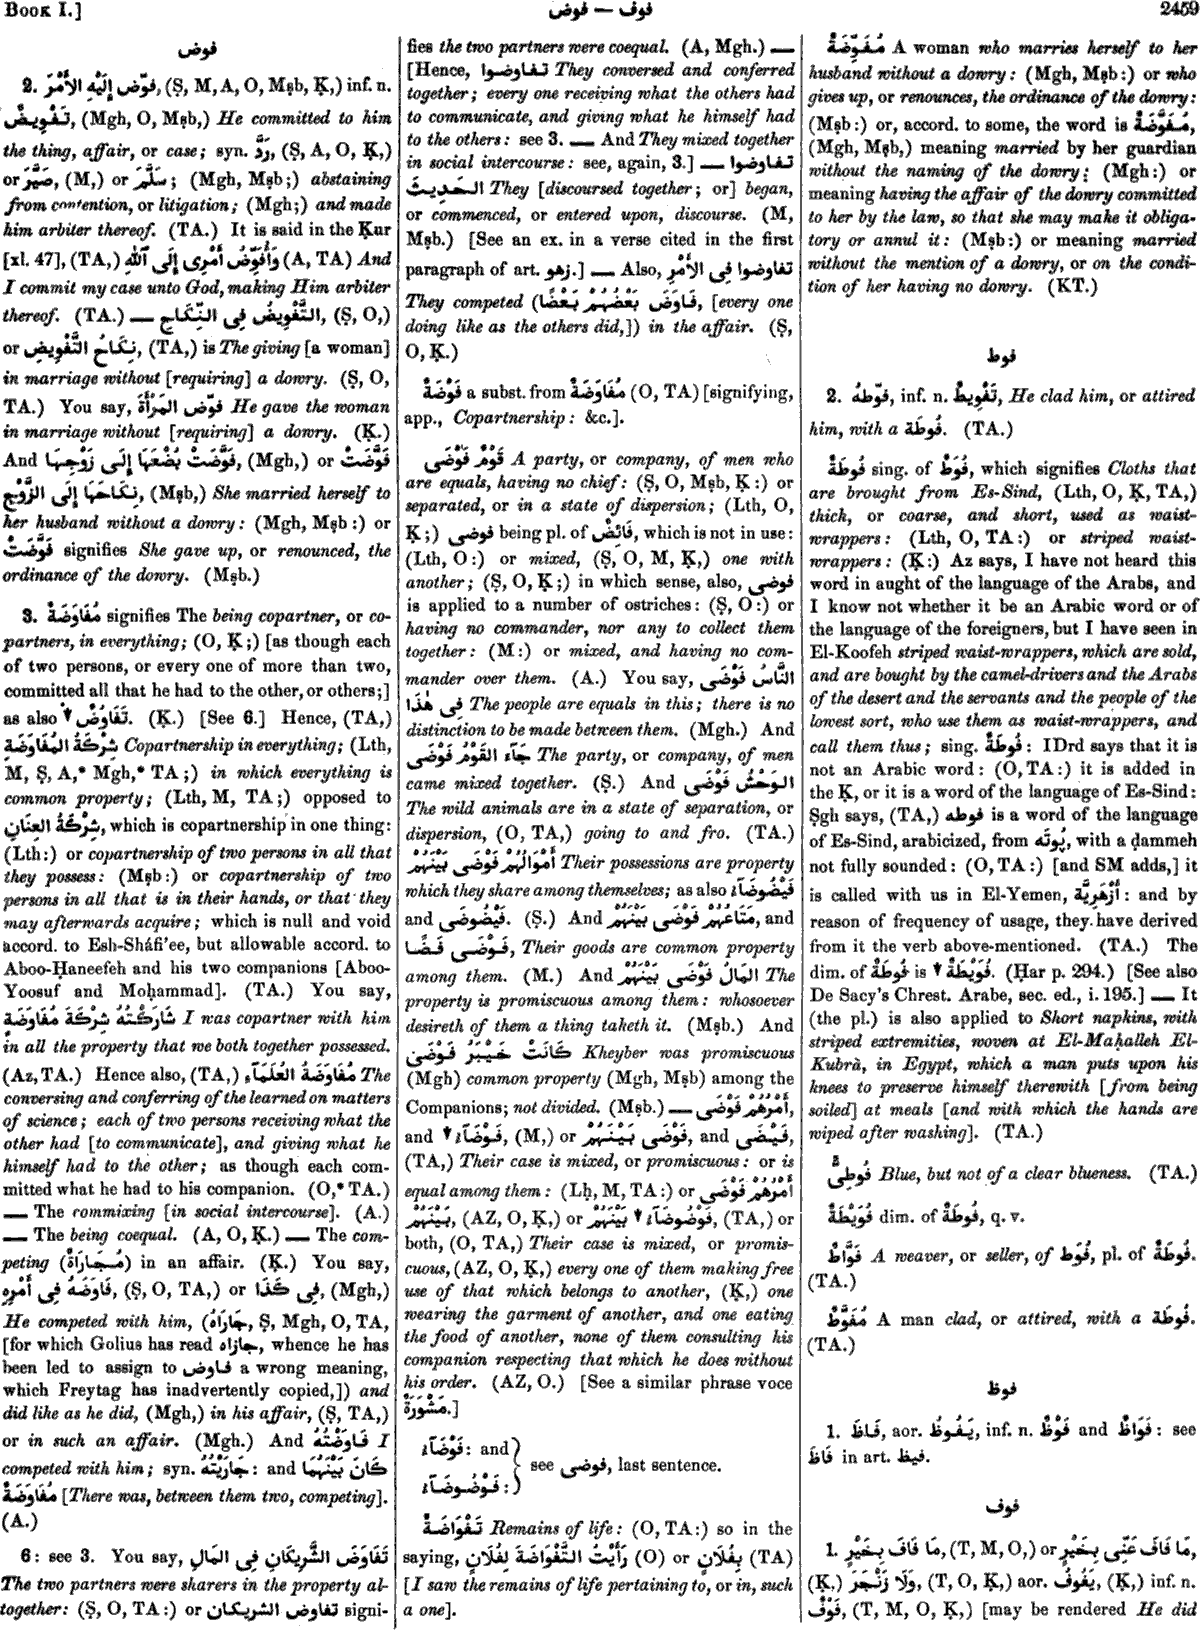 BOOK I.]
فوض — فوف
2459
فوض
2. فوّض إِلَيْهِ الأَمْرَ, (Ṣ, M, A, O, Mṣb, Ḳ,) inf. n.
تَفْوِيضٌ, (Mgh, O, Mṣb,) He committed to him
the thing, affair, or case; syn. رَدَّ, (Ṣ, A, O, Ḳ,)
or صَيَّرَ, (M,) or سَلَّمَ; (Mgh, Mṣb;) abstaining
from contention, or litigation; (Mgh;) and made
him arbiter thereof. (TA.) It is said in the Ḳur
[xl. 47], (TA,) وَأُفَوِّضُ أَمْرِى إِلَى ٱللّٰهِ (A, TA) And
I commit my case unto God, making Him arbiter
thereof. (TA.) — التَّفْوِيضُ فِى النِّكَاحِ, (Ṣ, O,)
or نِكَاحُ التَّفْوِيضِ, (TA,) is The giving [a woman]
in marriage without [requiring] a dowry. (Ṣ, O,
TA.) You say, فوّض المَرْأَةَ He gave the woman
in marriage without [requiring] a dowry. (Ḳ.)
And فَوَّضَتْ بُضْعَهَا إِلَى زَوْجِهَا, (Mgh,) or فَوَّضَتْ
نِكَاحَهَا إِلَى الزَّوْجِ, (Mṣb,) She married herself to
her husband without a dowry: (Mgh, Mṣb:) or
فَوَّضَتْ signifies She gave up, or renounced, the
ordinance of the dowry. (Mṣb.)
3. مُفَاوَضَةٌ signifies The being copartner, or co-
partners, in everything; (O, Ḳ;) [as though each
of two persons, or every one of more than two,
committed all that he had to the other, or others;]
as also ▾ تَفَاوُضٌ. (Ḳ.) [See 6.] Hence, (TA,)
شِرْكَةُ المُفَاوَضَةِ Copartnership in everything; (Lth,
M, Ṣ, A,* Mgh,* TA;) in which everything is
common property; (Lth, M, TA;) opposed to
شِرْكَةُ العِنَانِ, which is copartnership in one thing:
(Lth:) or copartnership of two persons in all that
they possess: (Mṣb:) or copartnership of two
persons in all that is in their hands, or that they
may afterwards acquire; which is null and void
accord. to Esh-Sháfi'ee, but allowable accord. to
Aboo-Ḥaneefeh and his two companions [Aboo-
Yoosuf and Moḥammad]. (TA.) You say,
شَارَكْتُهُ شِرْكَةَ مُفَاوَضَةٍ I was copartner with him
in all the property that we both together possessed.
(Az, TA.) Hence also, (TA,) مُفَاوَضَةُ العُلَمَآءِ The
conversing and conferring of the learned on matters
of science; each of two persons receiving what the
other had [to communicate], and giving what he
himself had to the other; as though each com-
mitted what he had to his companion. (O,* TA.)
— The commixing [in social intercourse]. (A.)
— The being coequal. (A, O, Ḳ.) — The com-
peting (مُجَارَاةٌ) in an affair. (Ḳ.) You say,
فَاوَضَهُ فِى أَمْرِهِ, (Ṣ, O, TA,) or فِى كَذَا, (Mgh,)
He competed with him, (جَارَاهُ, Ṣ, Mgh, O, TA,
[for which Golius has read جازاه, whence he has
been led to assign to فاوض a wrong meaning,
which Freytag has inadvertently copied,]) and
did like as he did, (Mgh,) in his affair, (Ṣ, TA,)
or in such an affair. (Mgh.) And فَاوَضْتُهُ I
competed with him; syn. جَارَيْتُهُ: and كَانَ بَيْنَهُمَا
مُفَاوَضَةٌ [There was, between them two, competing].
(A.)
6: see 3. You say, تَفَاوَضَ الشَّرِيكَانِ فِى المَالِ
The two partners were sharers in the property al-
together: (Ṣ, O, TA:) or تفاوض الشريكان signi-
fies the two partners were coequal. (A, Mgh.) —
[Hence, تفاوضوا They conversed and conferred
together; every one receiving what the others had
to communicate, and giving what he himself had
to the others: see 3. — And They mixed together
in social intercourse: see, again, 3.] — تفاوضوا
الحَدِيثَ They [discoursed together; or] began,
or commenced, or entered upon, discourse. (M,
Mṣb.) [See an ex. in a verse cited in the first
paragraph of art. زهو.] — Also, تفاوضوا فِى الأَمْرِ
They competed (فَاوَضَ بَعْضُهُمْ بَعْضًا, [every one
doing like as the others did,]) in the affair. (Ṣ,
O, Ḳ.)
فَوْضَةٌ a subst. from مُفَاوَضَةٌ (O, TA) [signifying,
app., Copartnership: &c.].
قَوْمٌ فَوْضَى A party, or company, of men who
are equals, having no chief: (Ṣ, O, Mṣb, Ḳ:) or
separated, or in a state of dispersion; (Lth, O,
Ḳ;) فوضى being pl. of فَائِضٌ, which is not in use:
(Lth, O:) or mixed, (Ṣ, O, M, Ḳ,) one with
another; (Ṣ, O, Ḳ;) in which sense, also, فوضى
is applied to a number of ostriches: (Ṣ, O:) or
having no commander, nor any to collect them
together: (M:) or mixed, and having no com-
mander over them. (A.) You say, النَّاسُ فَوْضَى
فِى هٰذَا The people are equals in this; there is no
distinction to be made between them. (Mgh.) And
جَآءَ القَوْمُ فَوْضَى The party, or company, of men
came mixed together. (Ṣ.) And الوَحْشُ فَوْضَى
The wild animals are in a state of separation, or
dispersion, (O, TA,) going to and fro. (TA.)
أَمْوَالُهُمْ فَوْضَى بَيْنَهُمْ Their possessions are property
which they share among themselves; as also فَيْضُوضَآءُ
and فَيْضُوضَى. (Ṣ.) And مَتَاعُهُمْ فَوْضَى بَيْنَهُمْ, and
فَوْضَى فَضًا, Their goods are common property
among them. (M.) And المَالُ فَوْضَى بَيْنَهُمْ The
property is promiscuous among them: whosoever
desireth of them a thing taketh it. (Mṣb.) And
كَانَتْ خَيْبَرُ فَوْضَى Kheyber was promiscuous
(Mgh) common property (Mgh, Mṣb) among the
Companions; not divided. (Mṣb.) — أَمْرُهُمْ فَوْضَى,
and ▾ فَوْضَآءُ, (M,) or فَوْضَى بَيْنَهُمْ, and فَيْضَى,
(TA,) Their case is mixed, or promiscuous: or is
equal among them: (Lḥ, M, TA:) or أَمْرُهُمْ فَوْضَى
بَيْنَهُمْ, (AZ, O, Ḳ,) or ▾ فَوْضُوضَآءُ بَيْنَهُمْ, (TA,) or
both, (O, TA,) Their case is mixed, or promis-
cuous, (AZ, O, Ḳ,) every one of them making free
use of that which belongs to another, (Ḳ,) one
wearing the garment of another, and one eating
the food of another, none of them consulting his
companion respecting that which he does without
his order. (AZ, O.) [See a similar phrase voce
مَشُورَةٌ.]
فَوْضَآءُ: and
فَوْضُوضَآءُ:
see فوضى, last sentence.
تَفْوَاضَةٌ Remains of life: (O, TA:) so in the
saying, رَأَيْتُ التَّفْوَاضَةَ لِفُلَانٍ (O) or بِفُلَانٍ (TA)
[I saw the remains of life pertaining to, or in, such
a one].
مُفَوِّضَةٌ A woman who marries herself to her
husband without a dowry: (Mgh, Mṣb:) or who
gives up, or renounces, the ordinance of the dowry:
(Mṣb:) or, accord. to some, the word is مُفَوَّضَةٌ,
(Mgh, Mṣb,) meaning married by her guardian
without the naming of the dowry: (Mgh:) or
meaning having the affair of the dowry committed
to her by the law, so that she may make it obliga-
tory or annul it: (Mṣb:) or meaning married
without the mention of a dowry, or on the condi-
tion of her having no dowry. (KT.)
فوط
2. فوّطهُ, inf. n. تَفْوِيطٌ, He clad him, or attired
him, with a فُوطَة. (TA.)
فُوطَةٌ sing. of فُوَطٌ, which signifies Cloths that
are brought from Es-Sind, (Lth, O, Ḳ, TA,)
thick, or coarse, and short, used as waist-
wrappers: (Lth, O, TA:) or striped waist-
wrappers: (Ḳ:) Az says, I have not heard this
word in aught of the language of the Arabs, and
I know not whether it be an Arabic word or of
the language of the foreigners, but I have seen in
El-Koofeh striped waist-wrappers, which are sold,
and are bought by the camel-drivers and the Arabs
of the desert and the servants and the people of the
lowest sort, who use them as waist-wrappers, and
call them thus; sing. فُوطَةٌ: IDrd says that it is
not an Arabic word: (O, TA:) it is added in
the Ḳ, or it is a word of the language of Es-Sind:
Ṣgh says, (TA,) فوطه is a word of the language
of Es-Sind, arabicized, from پُوتَه, with a ḍammeh
not fully sounded: (O, TA:) [and SM adds,] it
is called with us in El-Yemen, أَزْهَرِيَّة: and by
reason of frequency of usage, they have derived
from it the verb above-mentioned. (TA.) The
dim. of فُوطَةٌ is ▾ فُوَيْطَةٌ. (Ḥar p. 294.) [See also
De Sacy's Chrest. Arabe, sec. ed., i. 195.] — It
(the pl.) is also applied to Short napkins, with
striped extremities, woven at El-Maḥalleh El-
Kubrà, in Egypt, which a man puts upon his
knees to preserve himself therewith [from being
soiled] at meals [and with which the hands are
wiped after washing]. (TA.)
فُوطِىٌّ Blue, but not of a clear blueness. (TA.)
فُوَيْطَةٌ dim. of فُوطَةٌ, q. v.
فَوَّاطٌ A weaver, or seller, of فُوَط, pl. of فُوطَةٌ.
(TA.)
مُفَوَّطٌ A man clad, or attired, with a فُوطَة.
(TA.)
فوظ
1. فَاظَ, aor. يَفُوظُ, inf. n. فَوْظٌ and فَوَاظٌ: see
فَاظَ in art. فيظ.
فوف
1. مَا فَافَ بِخَيْرٍ, (T, M, O,) or مَا فَافَ عَنِّى بِخَيْرٍ,
(Ḳ,) وَلَا زَنْجَرَ, (T, O, Ḳ,) aor. يَفُوفُ, (Ḳ,) inf. n.
فَوْفٌ, (T, M, O, Ḳ,) [may be rendered He did